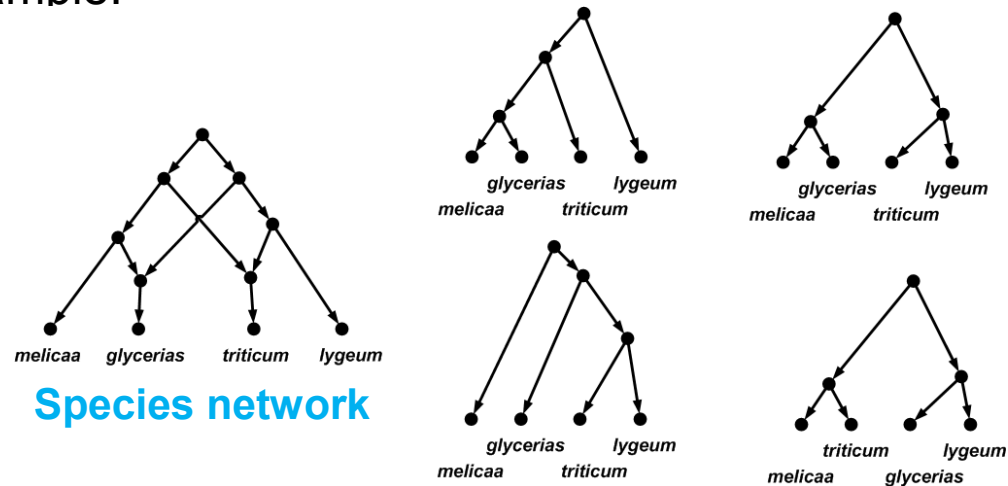 melicaa glycerias triticum lygeum
Species network
glycerias lygeum
melicaa triticum
glycerias lygeum
melicaa triticum
glycerias lygeum
melicaa triticum
triticum lygeum
melicaa glycerias